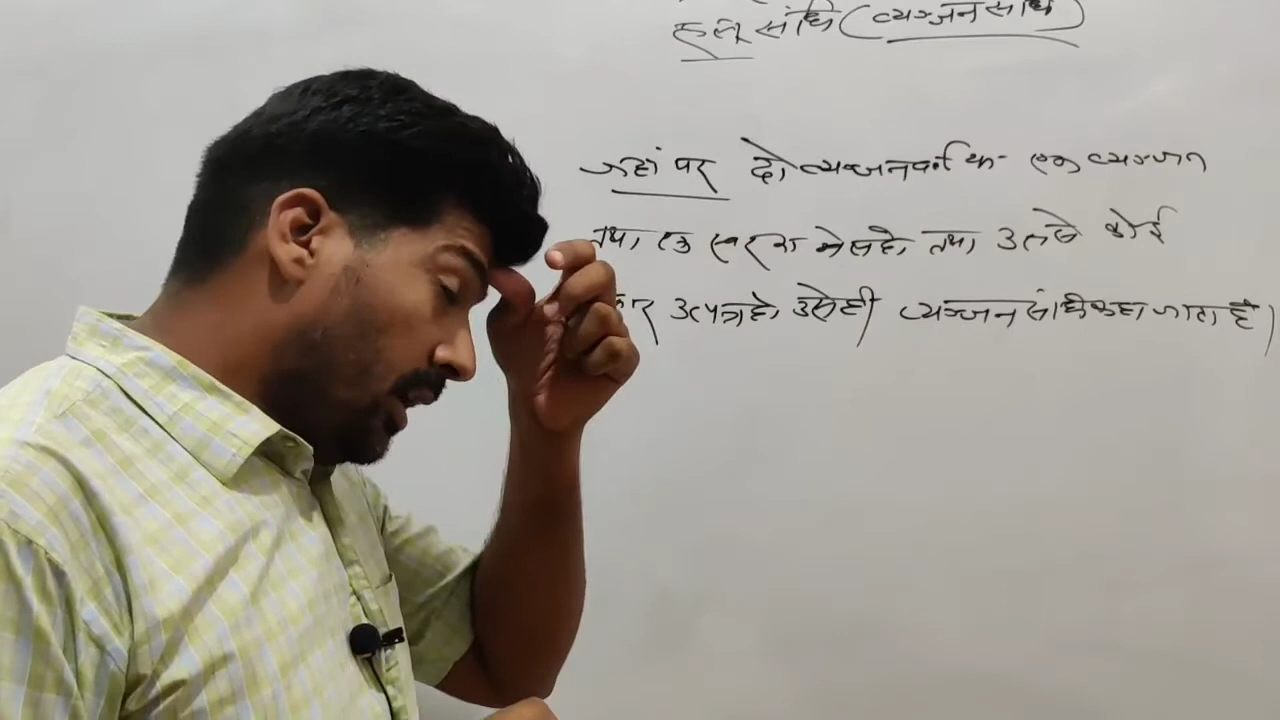 हल् संधि (व्यञ्जन संधि)
जहां पर दो व्यञ्जन वर्ण या एक व्यञ्जन
तथा एक स्वर का मेल हो तथा उससे कोई
उत्पन्न हो उसे ही व्यञ्जन संधि कहा जाता है।